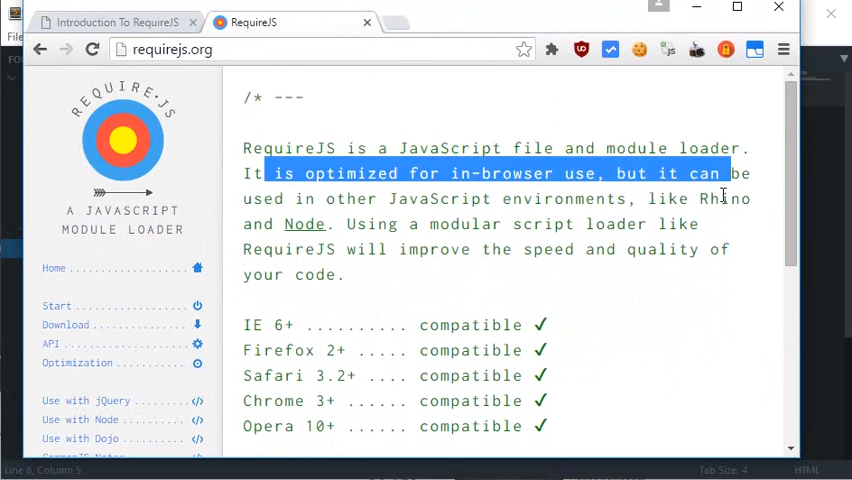 Introduction To RequireJS
RequireJS
requirejs.org
REQUIRE.JS
A JAVASCRIPT
MODULE LOADER
Home
Start
Download
API
Optimization
Use with jQuery
Use with Node
Use with Dojo
/* ---
RequireJS is a JavaScript file and module loader.
It is optimized for in-browser use, but it can be
used in other JavaScript environments, like Rhino
and Node. Using a modular script loader like
RequireJS will improve the speed and quality of
your code.
IE 6+ .......... compatible ✔
Firefox 2+ ..... compatible ✔
Safari 3.2+ .... compatible ✔
Chrome 3+ ...... compatible ✔
Opera 10+ ...... compatible ✔
Line 8, Column 5
Tab Size: 4
HTML